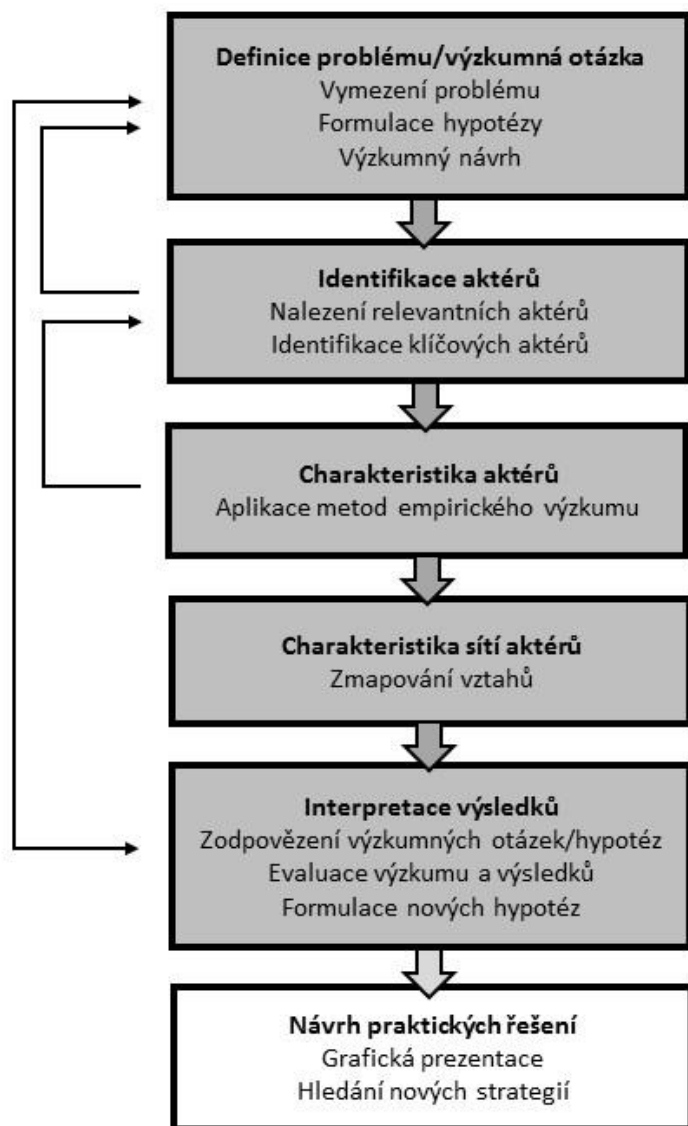 Definice problému/výzkumná otázka
Vymezení problému
Formulace hypotézy
Výzkumný návrh
Identifikace aktérů
Nalezení relevantních aktérů
Identifikace klíčových aktérů
Charakteristika aktérů
Aplikace metod empirického výzkumu
Charakteristika sítí aktérů
Zmapování vztahů
Interpretace výsledků
Zodpovězení výzkumných otázek/hypotéz
Evaluace výzkumu a výsledků
Formulace nových hypotéz
Návrh praktických řešení
Grafická prezentace
Hledání nových strategií